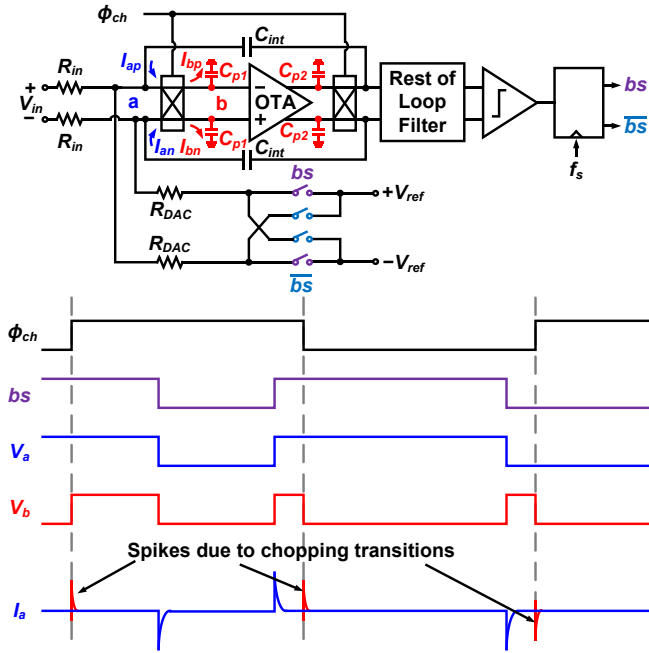 ϕch
Cint
Rin
Iap
Ibp
Cp1
Cp2
+
Vin
−
a
b
−
OTA
+
Rin
Ian
Ibn
Cp1
Cp2
Cint
Rest of
Loop
Filter
bs
bs
fs
bs
RDAC
+Vref
RDAC
−Vref
bs
ϕch
bs
Va
Vb
Spikes due to chopping transitions
Ia